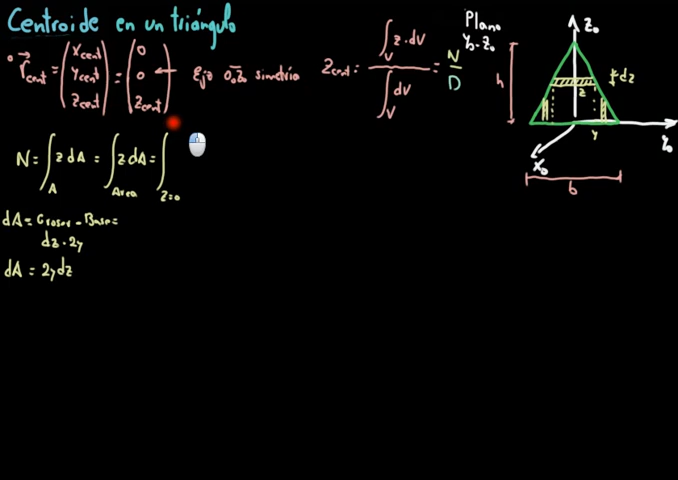 Centroide en un triángulo
⁰r⃗cent = (xcent ycent zcent) = (0 0 zcent) ← Eje O₀z₀ simetría
zcent = ∫V z·dV / ∫V dV = N / D
Plano
y₀-z₀
z₀
h
dz
z
y
y₀
x₀
b
N = ∫A z dA = ∫Area z dA = ∫z=0
dA = Grosor - Base =
dz · 2y
dA = 2y dz